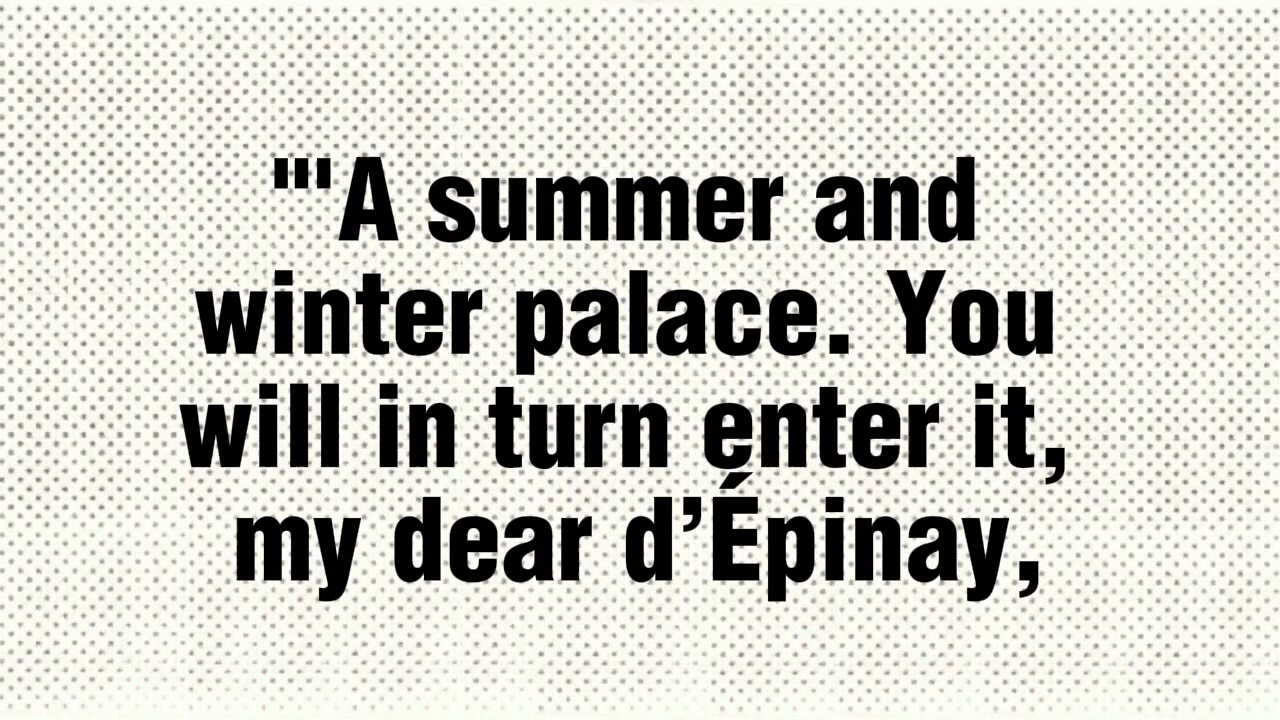 "'A summer and
winter palace. You
will in turn enter it,
my dear d’Épinay,